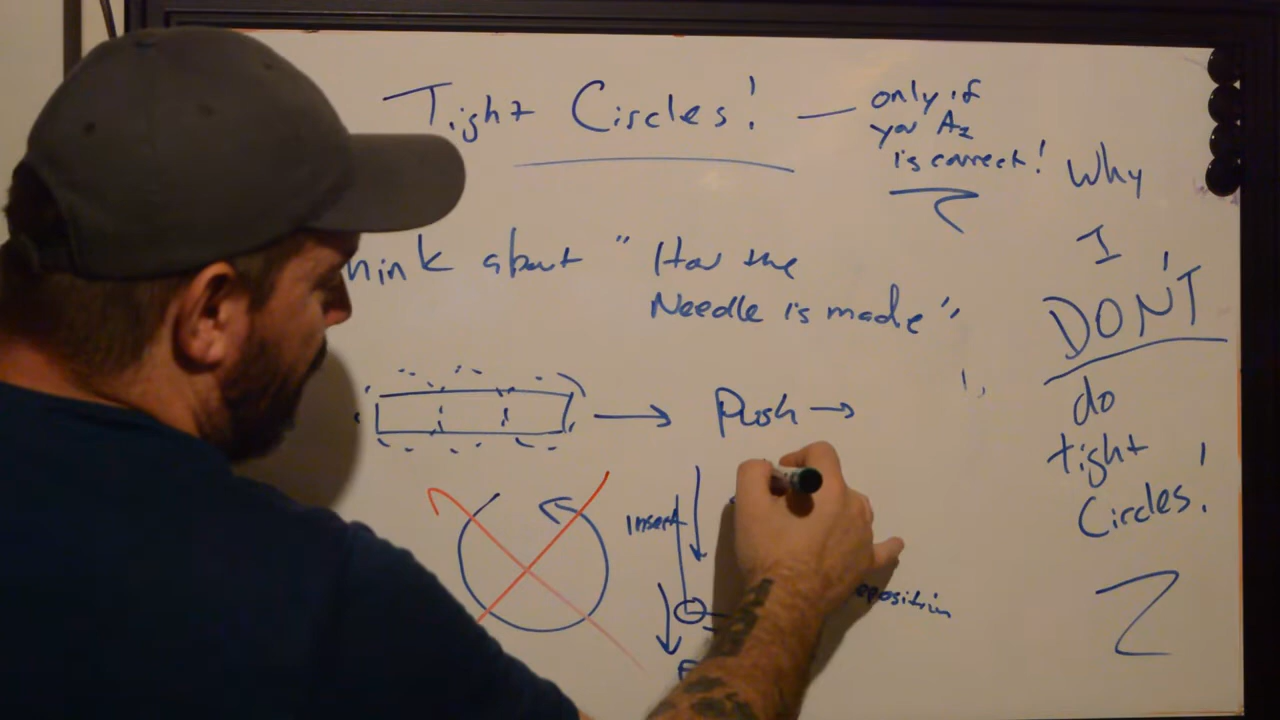 Tight Circles! — only if
you Az
is correct!
hink about " How the
Needle is made"
→ Push →
Insert
eposition
Why
I
DON'T
do
tight
Circles!